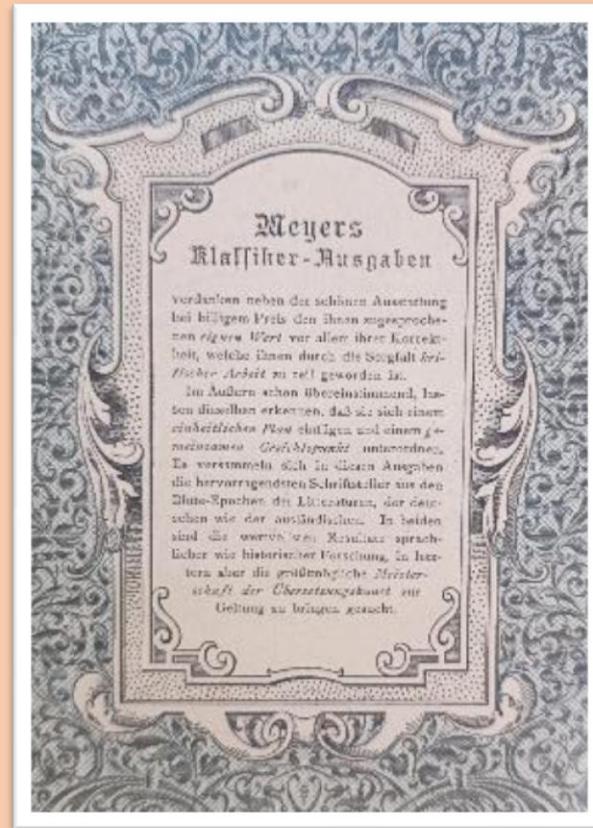 Meyers
Klassiker-Ausgaben
verdanken neben der schönen Ausstattung
bei billigem Preis den ihnen zugesproche-
nen eignen Wert vor allem ihrer Korrekt-
heit, welche ihnen durch die Sorgfalt kri-
tischer Arbeit zu teil geworden ist.
Im Äußern schon übereinstimmend, las-
sen dieselben erkennen, daß sie sich einem
einheitlichen Plan einfügen und einem ge-
meinsamen Gesichtspunkt unterordnen.
Es versammeln sich in diesen Ausgaben
die hervorragendsten Schriftsteller aus den
Blüte-Epochen der Litteraturen, der deut-
schen wie der ausländischen. In beiden
sind die wertvollsten Resultate sprach-
licher wie historischer Forschung, in letz-
tern aber die größtmögliche Meister-
schaft der Übersetzungskunst zur
Geltung zu bringen gesucht.